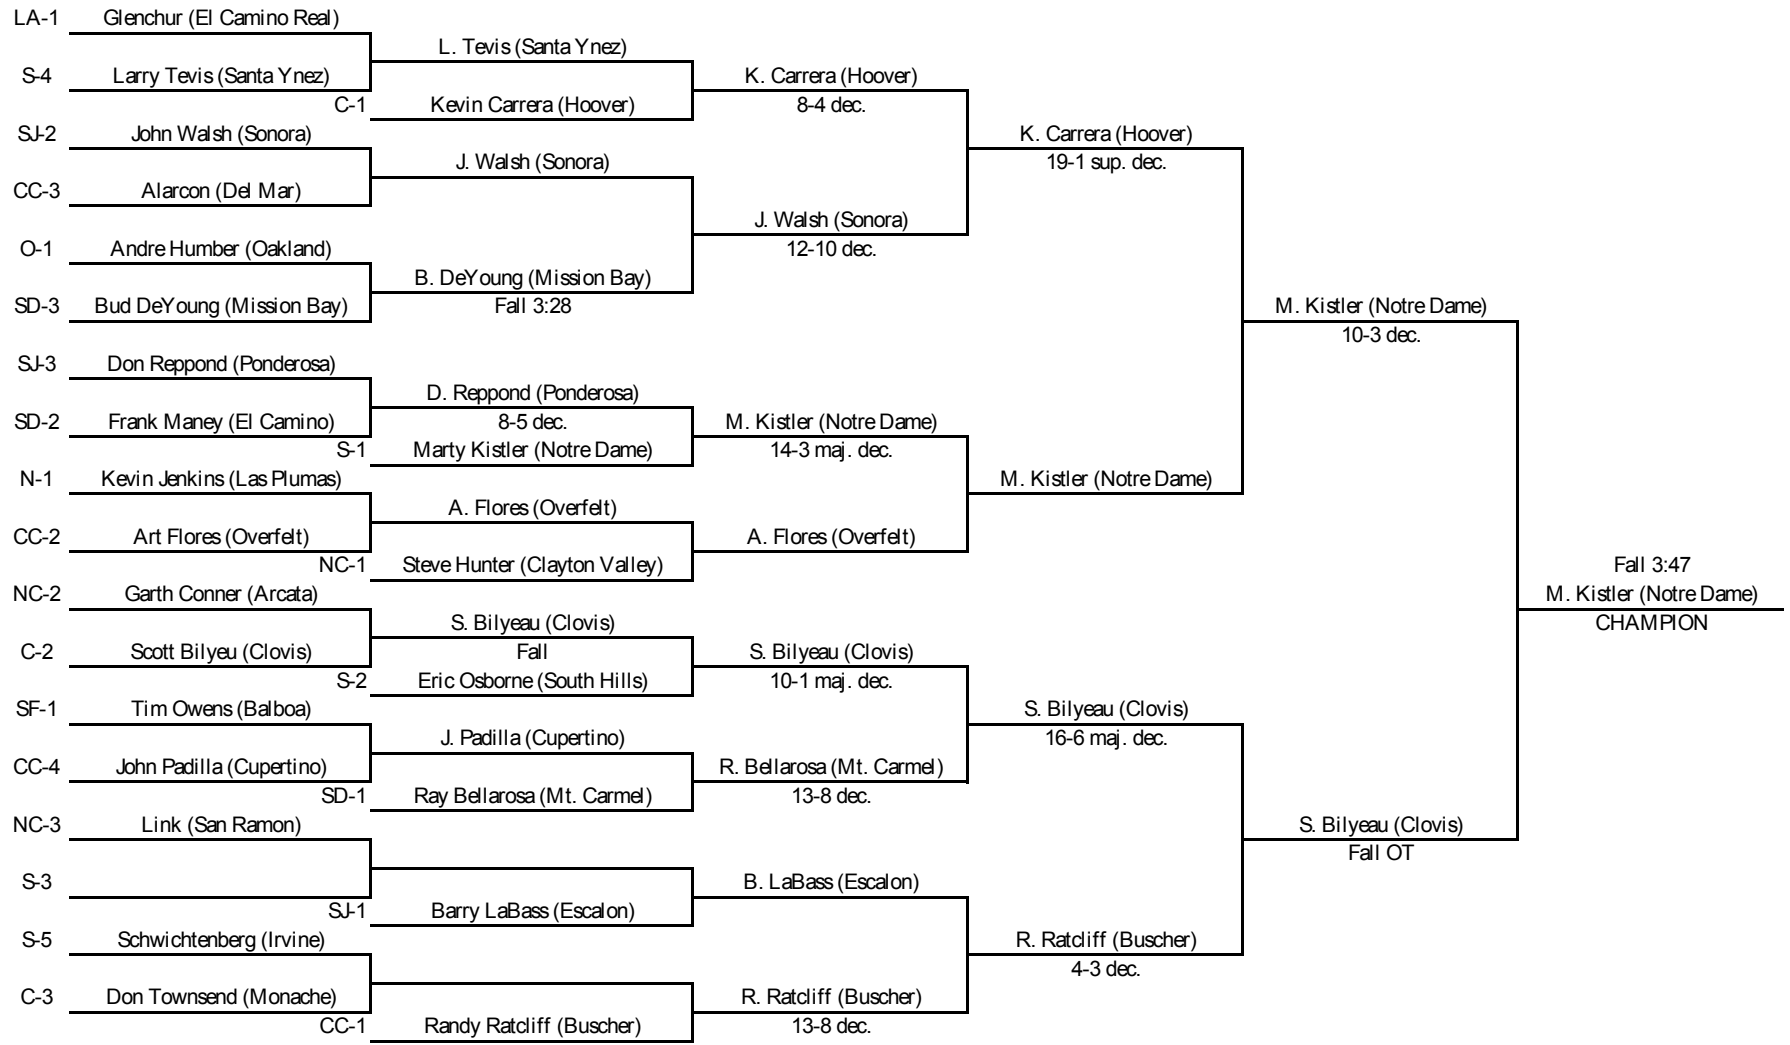 LA-1 Glenchur (El Camino Real)
L. Tevis (Santa Ynez)
S-4 Larry Tevis (Santa Ynez) K. Carrera (Hoover)
C-1 Kevin Carrera (Hoover) 8-4 dec.
SJ-2 John Walsh (Sonora) K. Carrera (Hoover)
J. Walsh (Sonora) 19-1 sup. dec.
CC-3 Alarcon (Del Mar)
J. Walsh (Sonora)
O-1 Andre Humber (Oakland) 12-10 dec.
B. DeYoung (Mission Bay)
SD-3 Bud DeYoung (Mission Bay) Fall 3:28 M. Kistler (Notre Dame)
10-3 dec.
SJ-3 Don Reppond (Ponderosa)
D. Reppond (Ponderosa)
SD-2 Frank Maney (El Camino) 8-5 dec. M. Kistler (Notre Dame)
S-1 Marty Kistler (Notre Dame) 14-3 maj. dec.
N-1 Kevin Jenkins (Las Plumas) M. Kistler (Notre Dame)
A. Flores (Overfelt)
CC-2 Art Flores (Overfelt) A. Flores (Overfelt)
NC-1 Steve Hunter (Clayton Valley) Fall 3:47
NC-2 Garth Conner (Arcata) M. Kistler (Notre Dame)
S. Bilyeau (Clovis) CHAMPION
C-2 Scott Bilyeu (Clovis) Fall S. Bilyeau (Clovis)
S-2 Eric Osborne (South Hills) 10-1 maj. dec.
SF-1 Tim Owens (Balboa) S. Bilyeau (Clovis)
J. Padilla (Cupertino) 16-6 maj. dec.
CC-4 John Padilla (Cupertino) R. Bellarosa (Mt. Carmel)
SD-1 Ray Bellarosa (Mt. Carmel) 13-8 dec.
NC-3 Link (San Ramon) S. Bilyeau (Clovis)
Fall OT
S-3 B. LaBass (Escalon)
SJ-1 Barry LaBass (Escalon)
S-5 Schwichtenberg (Irvine) R. Ratcliff (Buscher)
4-3 dec.
C-3 Don Townsend (Monache) R. Ratcliff (Buscher)
CC-1 Randy Ratcliff (Buscher) 13-8 dec.